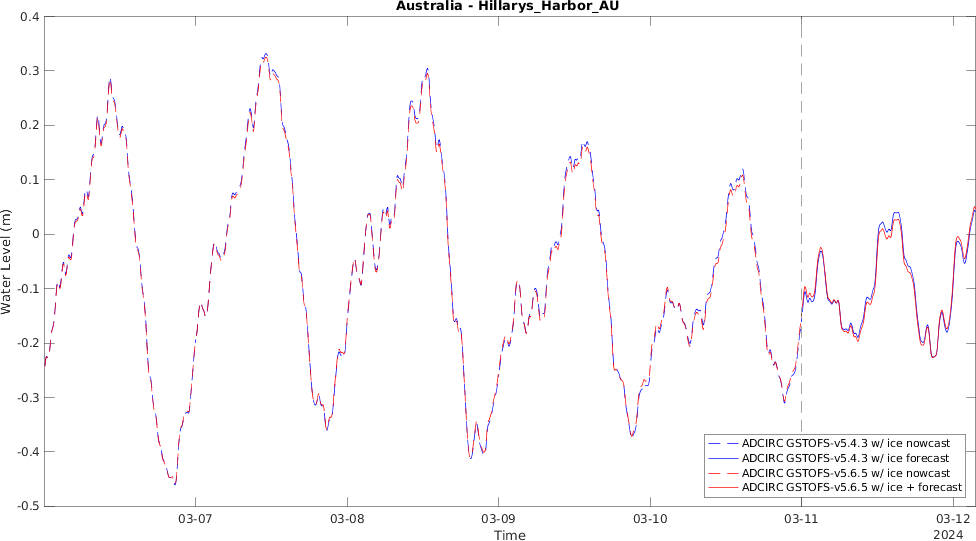 Australia - Hillarys_Harbor_AU
0.4
0.3
0.2
0.1
0
-0.1
-0.2
-0.3
-0.4
-0.5
Water Level (m)
ADCIRC GSTOFS-v5.4.3 w/ ice nowcast
ADCIRC GSTOFS-v5.4.3 w/ ice forecast
ADCIRC GSTOFS-v5.6.5 w/ ice nowcast
ADCIRC GSTOFS-v5.6.5 w/ ice + forecast
03-07
03-08
03-09
03-10
03-11
03-12
Time
2024